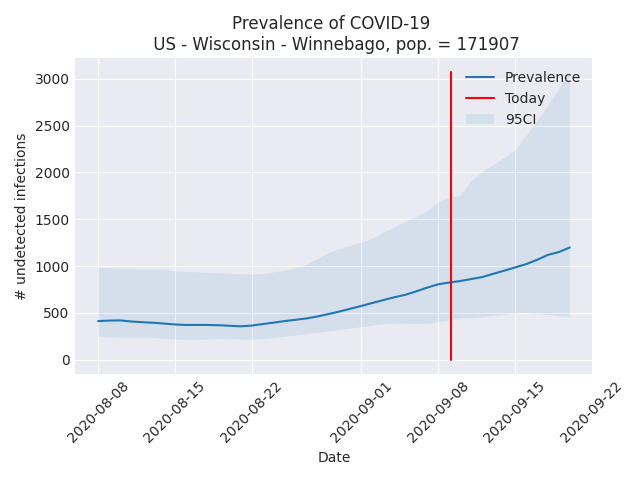 Prevalence of COVID-19
US - Wisconsin - Winnebago, pop. = 171907
3000
2500
2000
1500
1000
500
0
# undetected infections
Prevalence
Today
95CI
2020-08-08
2020-08-15
2020-08-22
2020-09-01
2020-09-08
2020-09-15
2020-09-22
Date